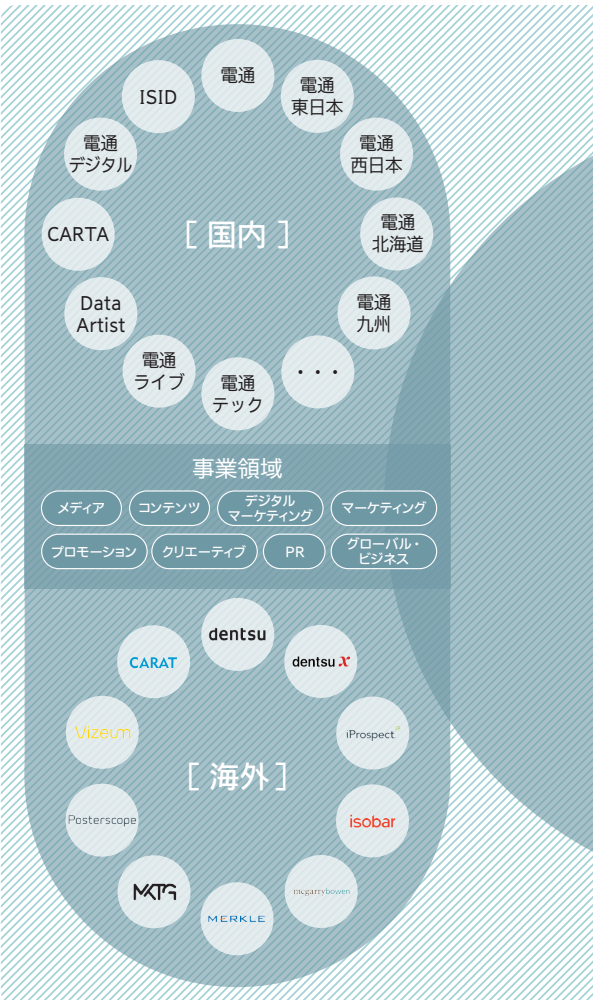 電通
電通
東日本
電通
西日本
電通
北海道
電通
九州
・・・
電通
テック
電通
ライブ
Data
Artist
CARTA
電通
デジタル
ISID
[ 国内 ]
事業領域
メディア
コンテンツ
デジタル
マーケティング
マーケティング
プロモーション
クリエーティブ
PR
グローバル・
ビジネス
dentsu
dentsu x
iProspect
isobar
mcgarrybowen
MERKLE
MKTG
Posterscope
Vizeum
CARAT
[ 海外 ]